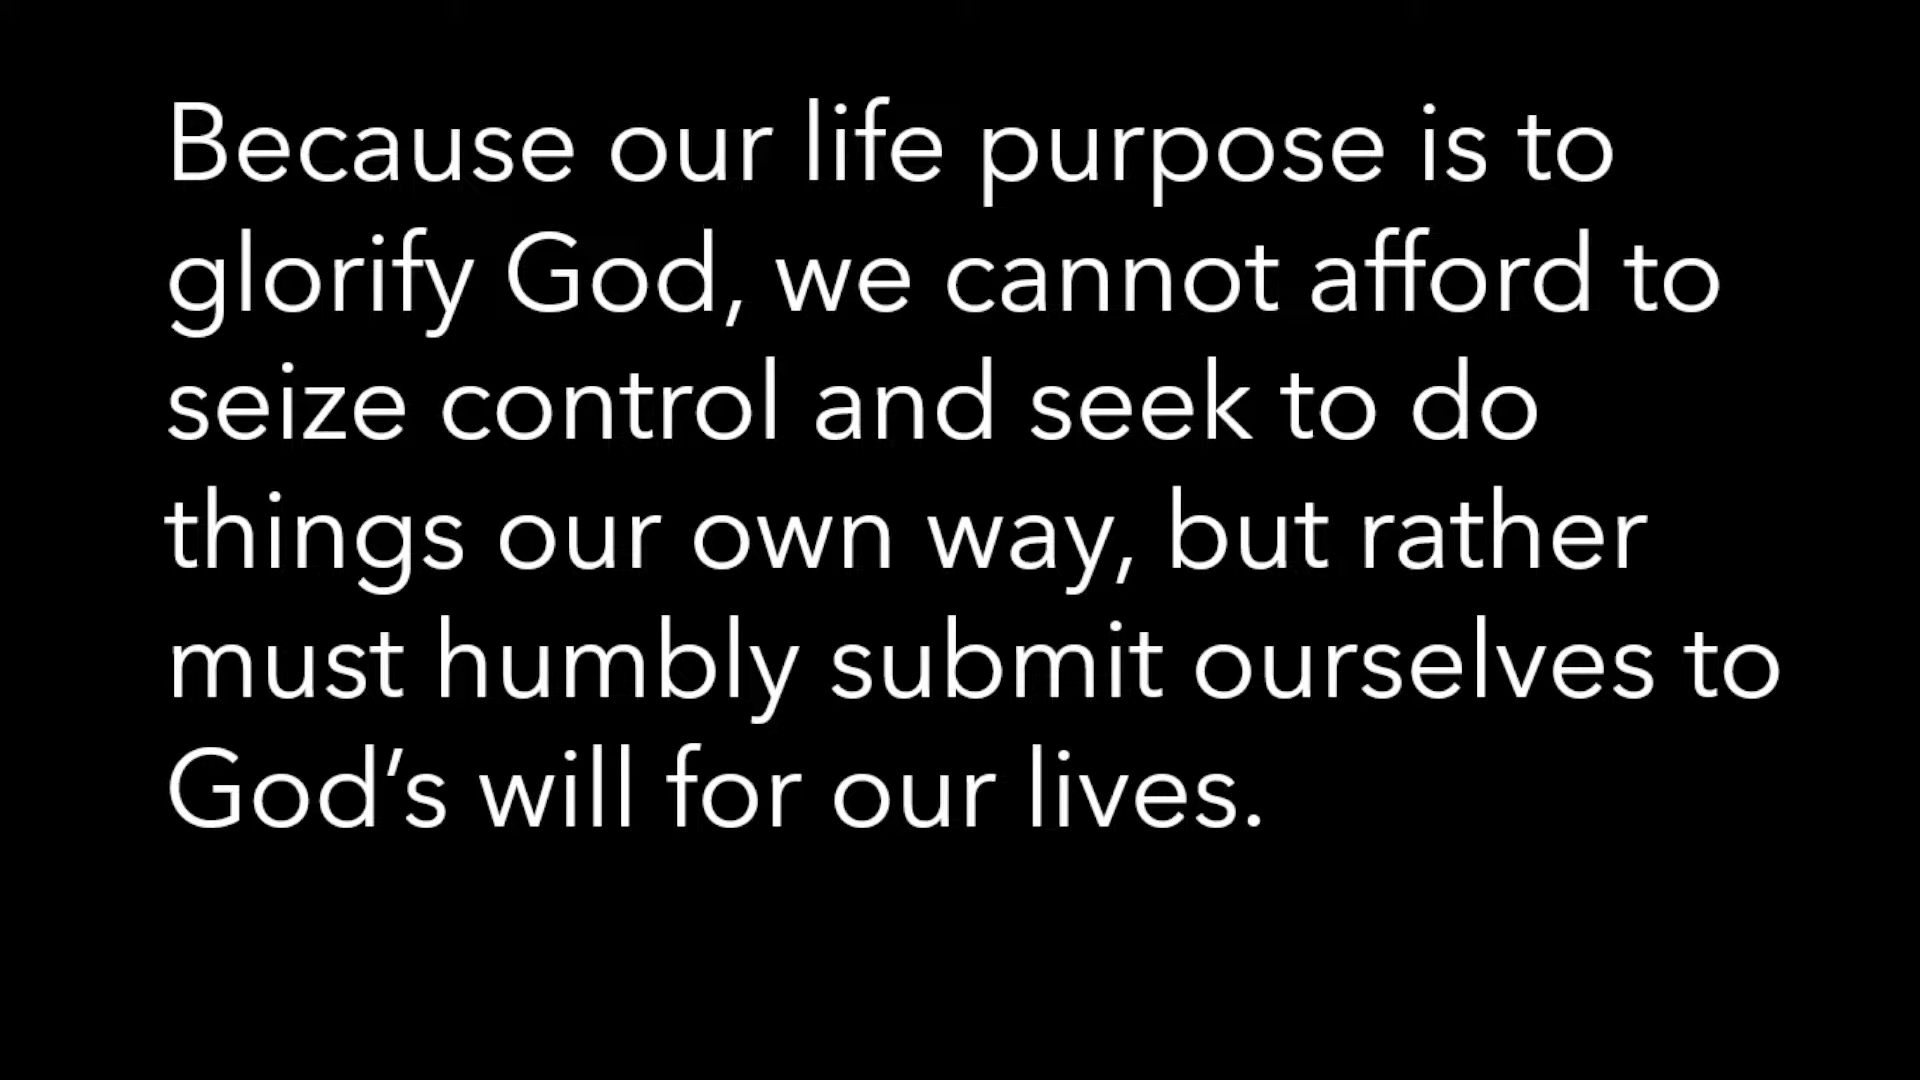 Because our life purpose is to
glorify God, we cannot afford to
seize control and seek to do
things our own way, but rather
must humbly submit ourselves to
God’s will for our lives.